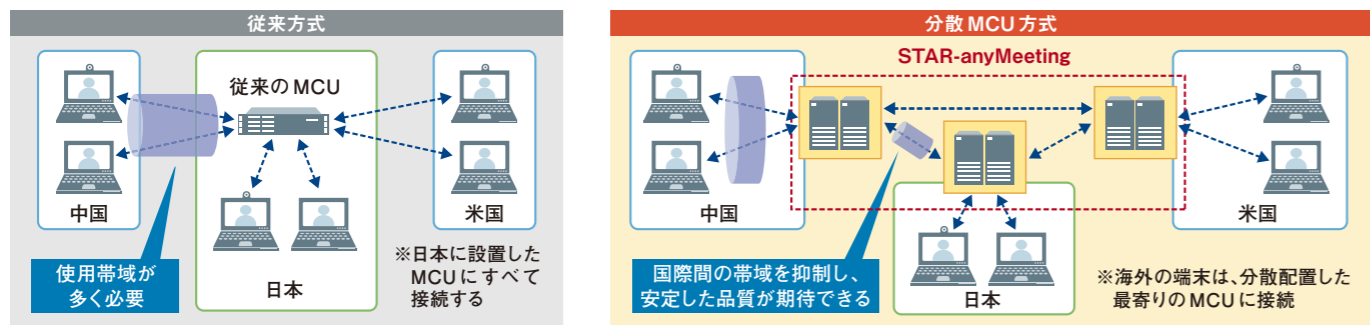 従来方式
従来のMCU
中国
米国
日本
使用帯域が
多く必要
※日本に設置した
MCUにすべて
接続する
分散MCU方式
STAR-anyMeeting
中国
米国
日本
国際間の帯域を抑制し、
安定した品質が期待できる
※海外の端末は、分散配置した
最寄りのMCUに接続